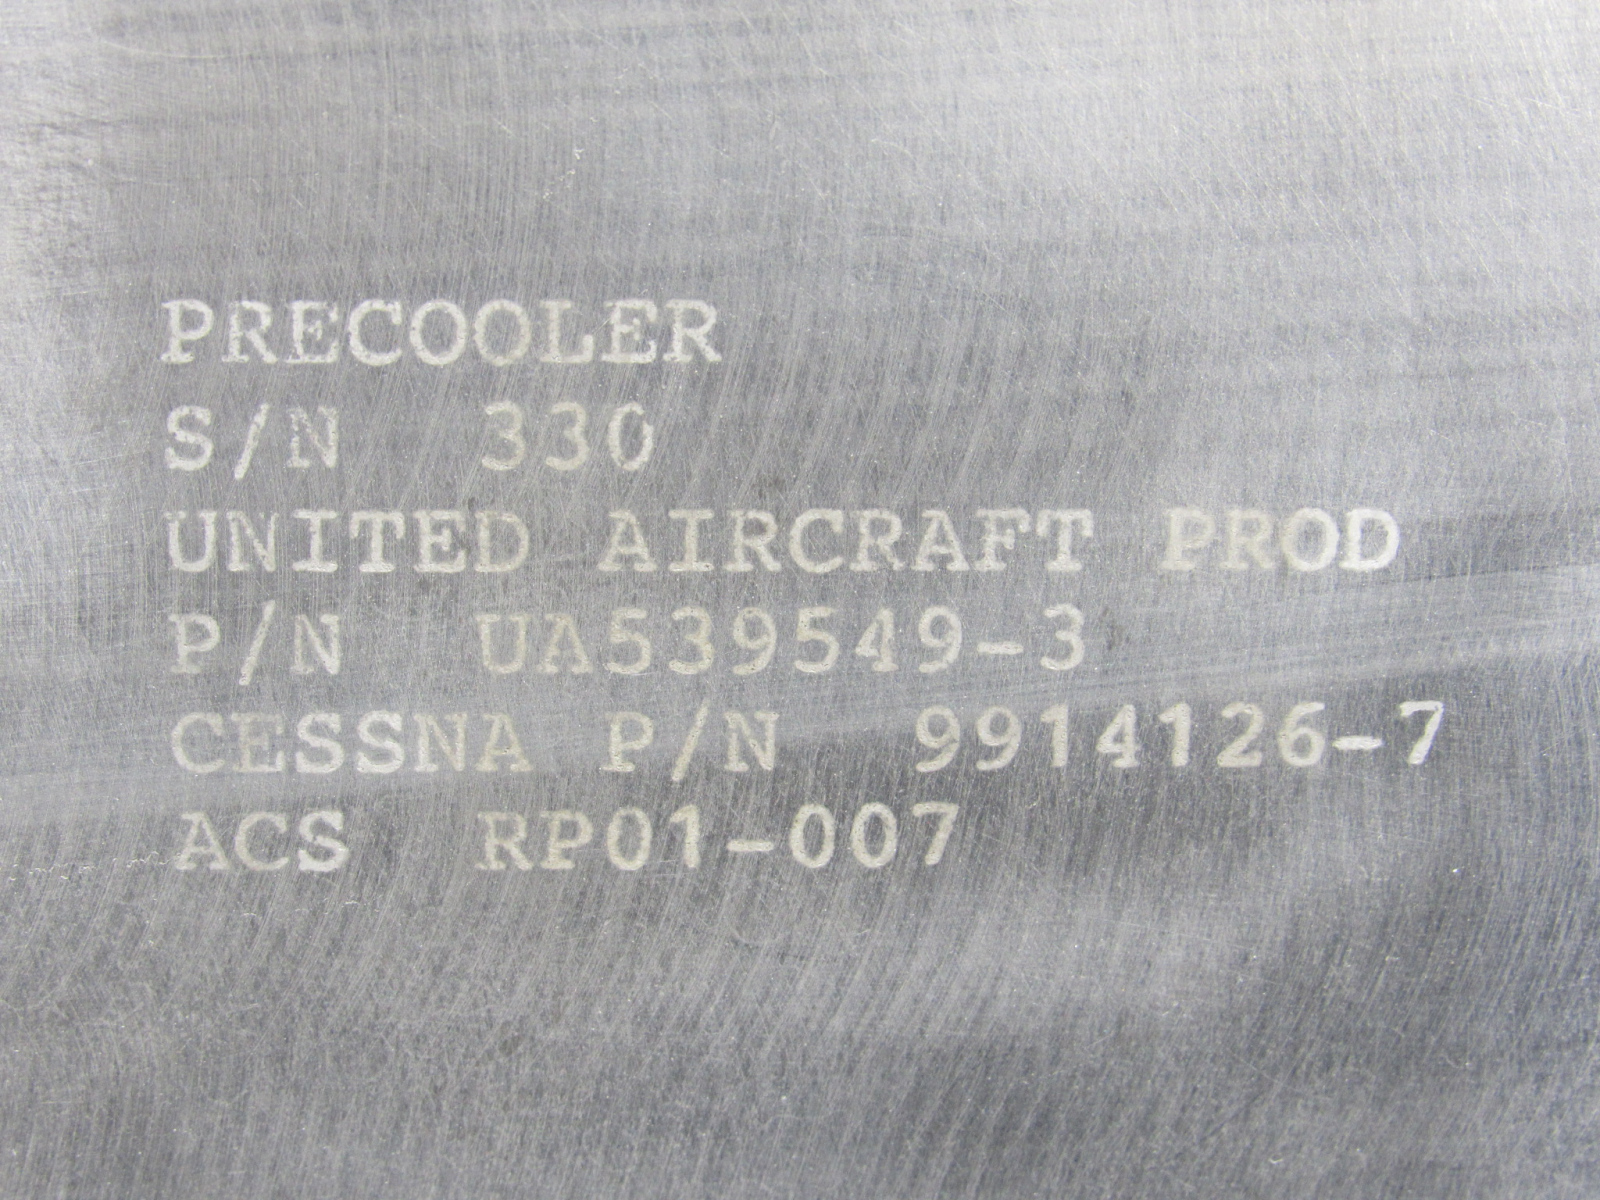 PRECOOLER
S/N 330
UNITED AIRCRAFT PROD
P/N UA539549-3
CESSNA P/N 9914126-7
ACS RP01-007